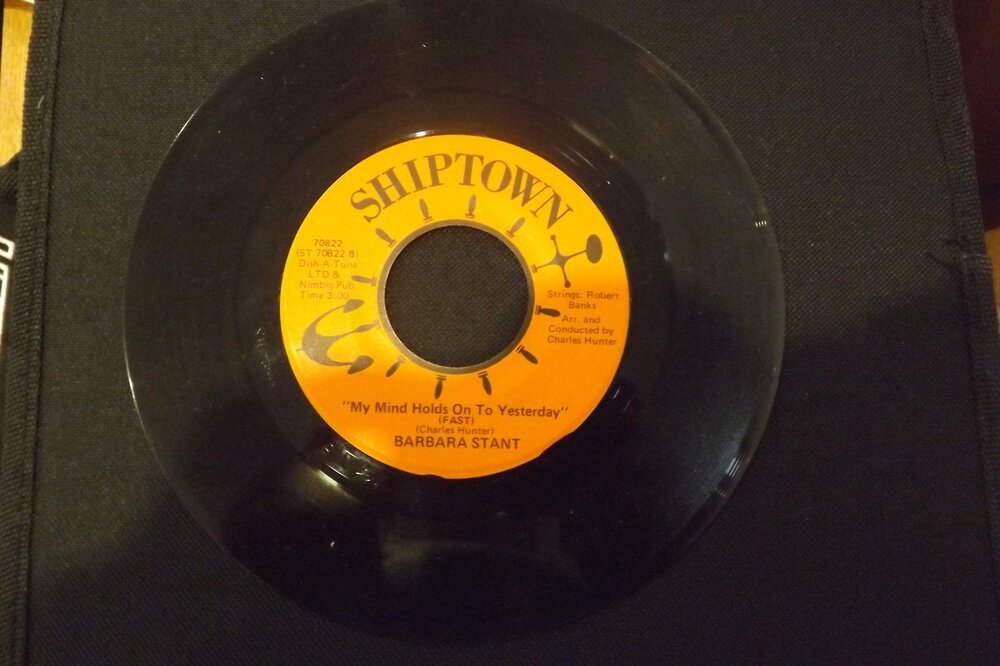 SHIPTOWN
70822
(ST 70822 B)
Dish-A-Tune
LTD &
Nimbig Pub.
Time 3:00
Strings: Robert
Banks
Arr. and
Conducted by
Charles Hunter
"My Mind Holds On To Yesterday"
(FAST)
(Charles Hunter)
BARBARA STANT